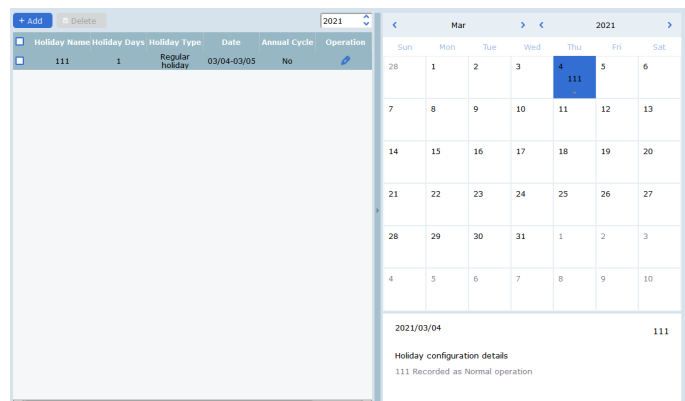 + Add Delete 2021
Holiday Name Holiday Days Holiday Type Date Annual Cycle Operation
111 1 Regular holiday 03/04-03/05 No
< Mar > < 2021 >
Sun Mon Tue Wed Thu Fri Sat
28 1 2 3 4 5 6
111
7 8 9 10 11 12 13
14 15 16 17 18 19 20
21 22 23 24 25 26 27
28 29 30 31 1 2 3
4 5 6 7 8 9 10
2021/03/04 111
Holiday configuration details
111 Recorded as Normal operation